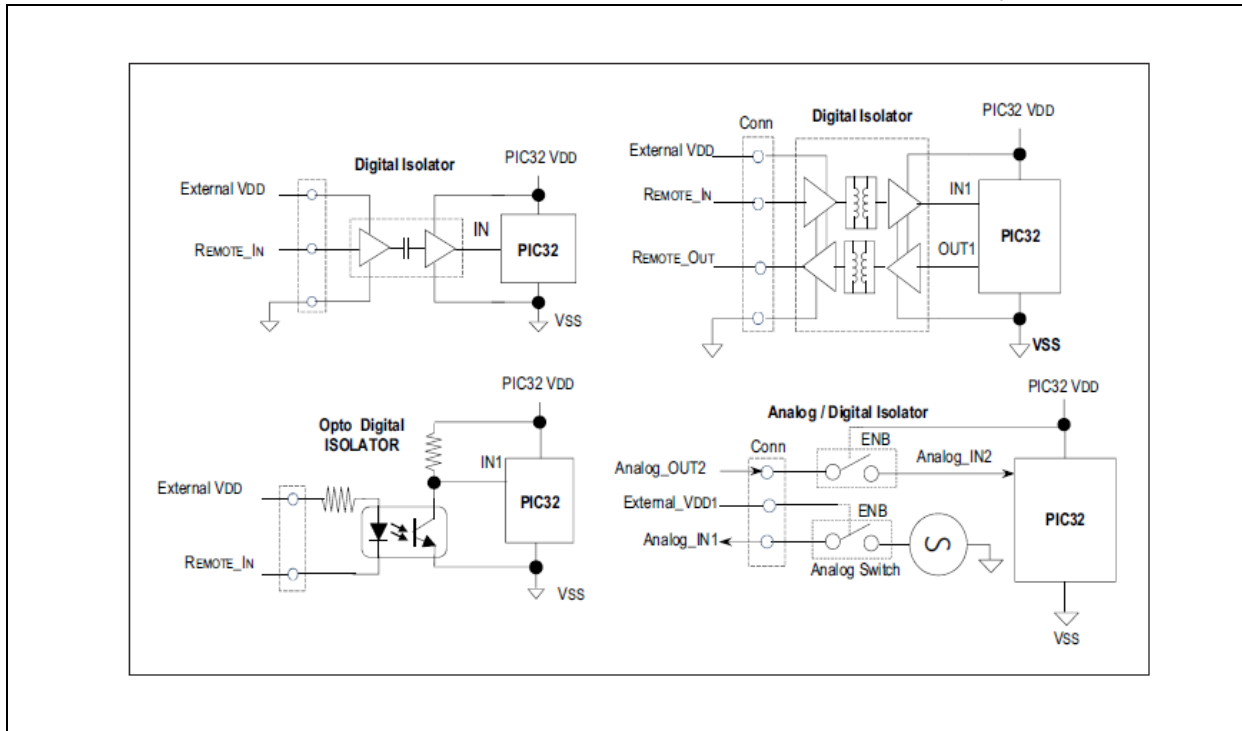 Digital Isolator
PIC32 VDD
External VDD
REMOTE_IN
IN
PIC32
VSS
Conn
Digital Isolator
PIC32 VDD
External VDD
REMOTE_IN
IN1
PIC32
REMOTE_OUT
OUT1
VSS
PIC32 VDD
Opto Digital
ISOLATOR
IN1
External VDD
PIC32
REMOTE_IN
VSS
PIC32 VDD
Analog / Digital Isolator
Conn
ENB
Analog_OUT2
Analog_IN2
External_VDD1
ENB
PIC32
Analog_IN1
S
Analog Switch
VSS